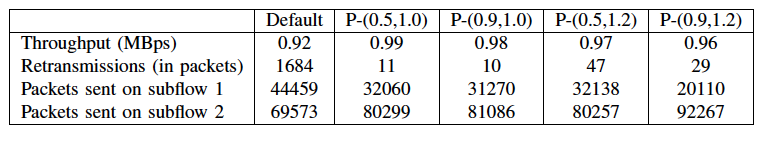 Default P-(0.5,1.0) P-(0.9,1.0) P-(0.5,1.2) P-(0.9,1.2)
Throughput (MBps) 0.92 0.99 0.98 0.97 0.96
Retransmissions (in packets) 1684 11 10 47 29
Packets sent on subflow 1 44459 32060 31270 32138 20110
Packets sent on subflow 2 69573 80299 81086 80257 92267